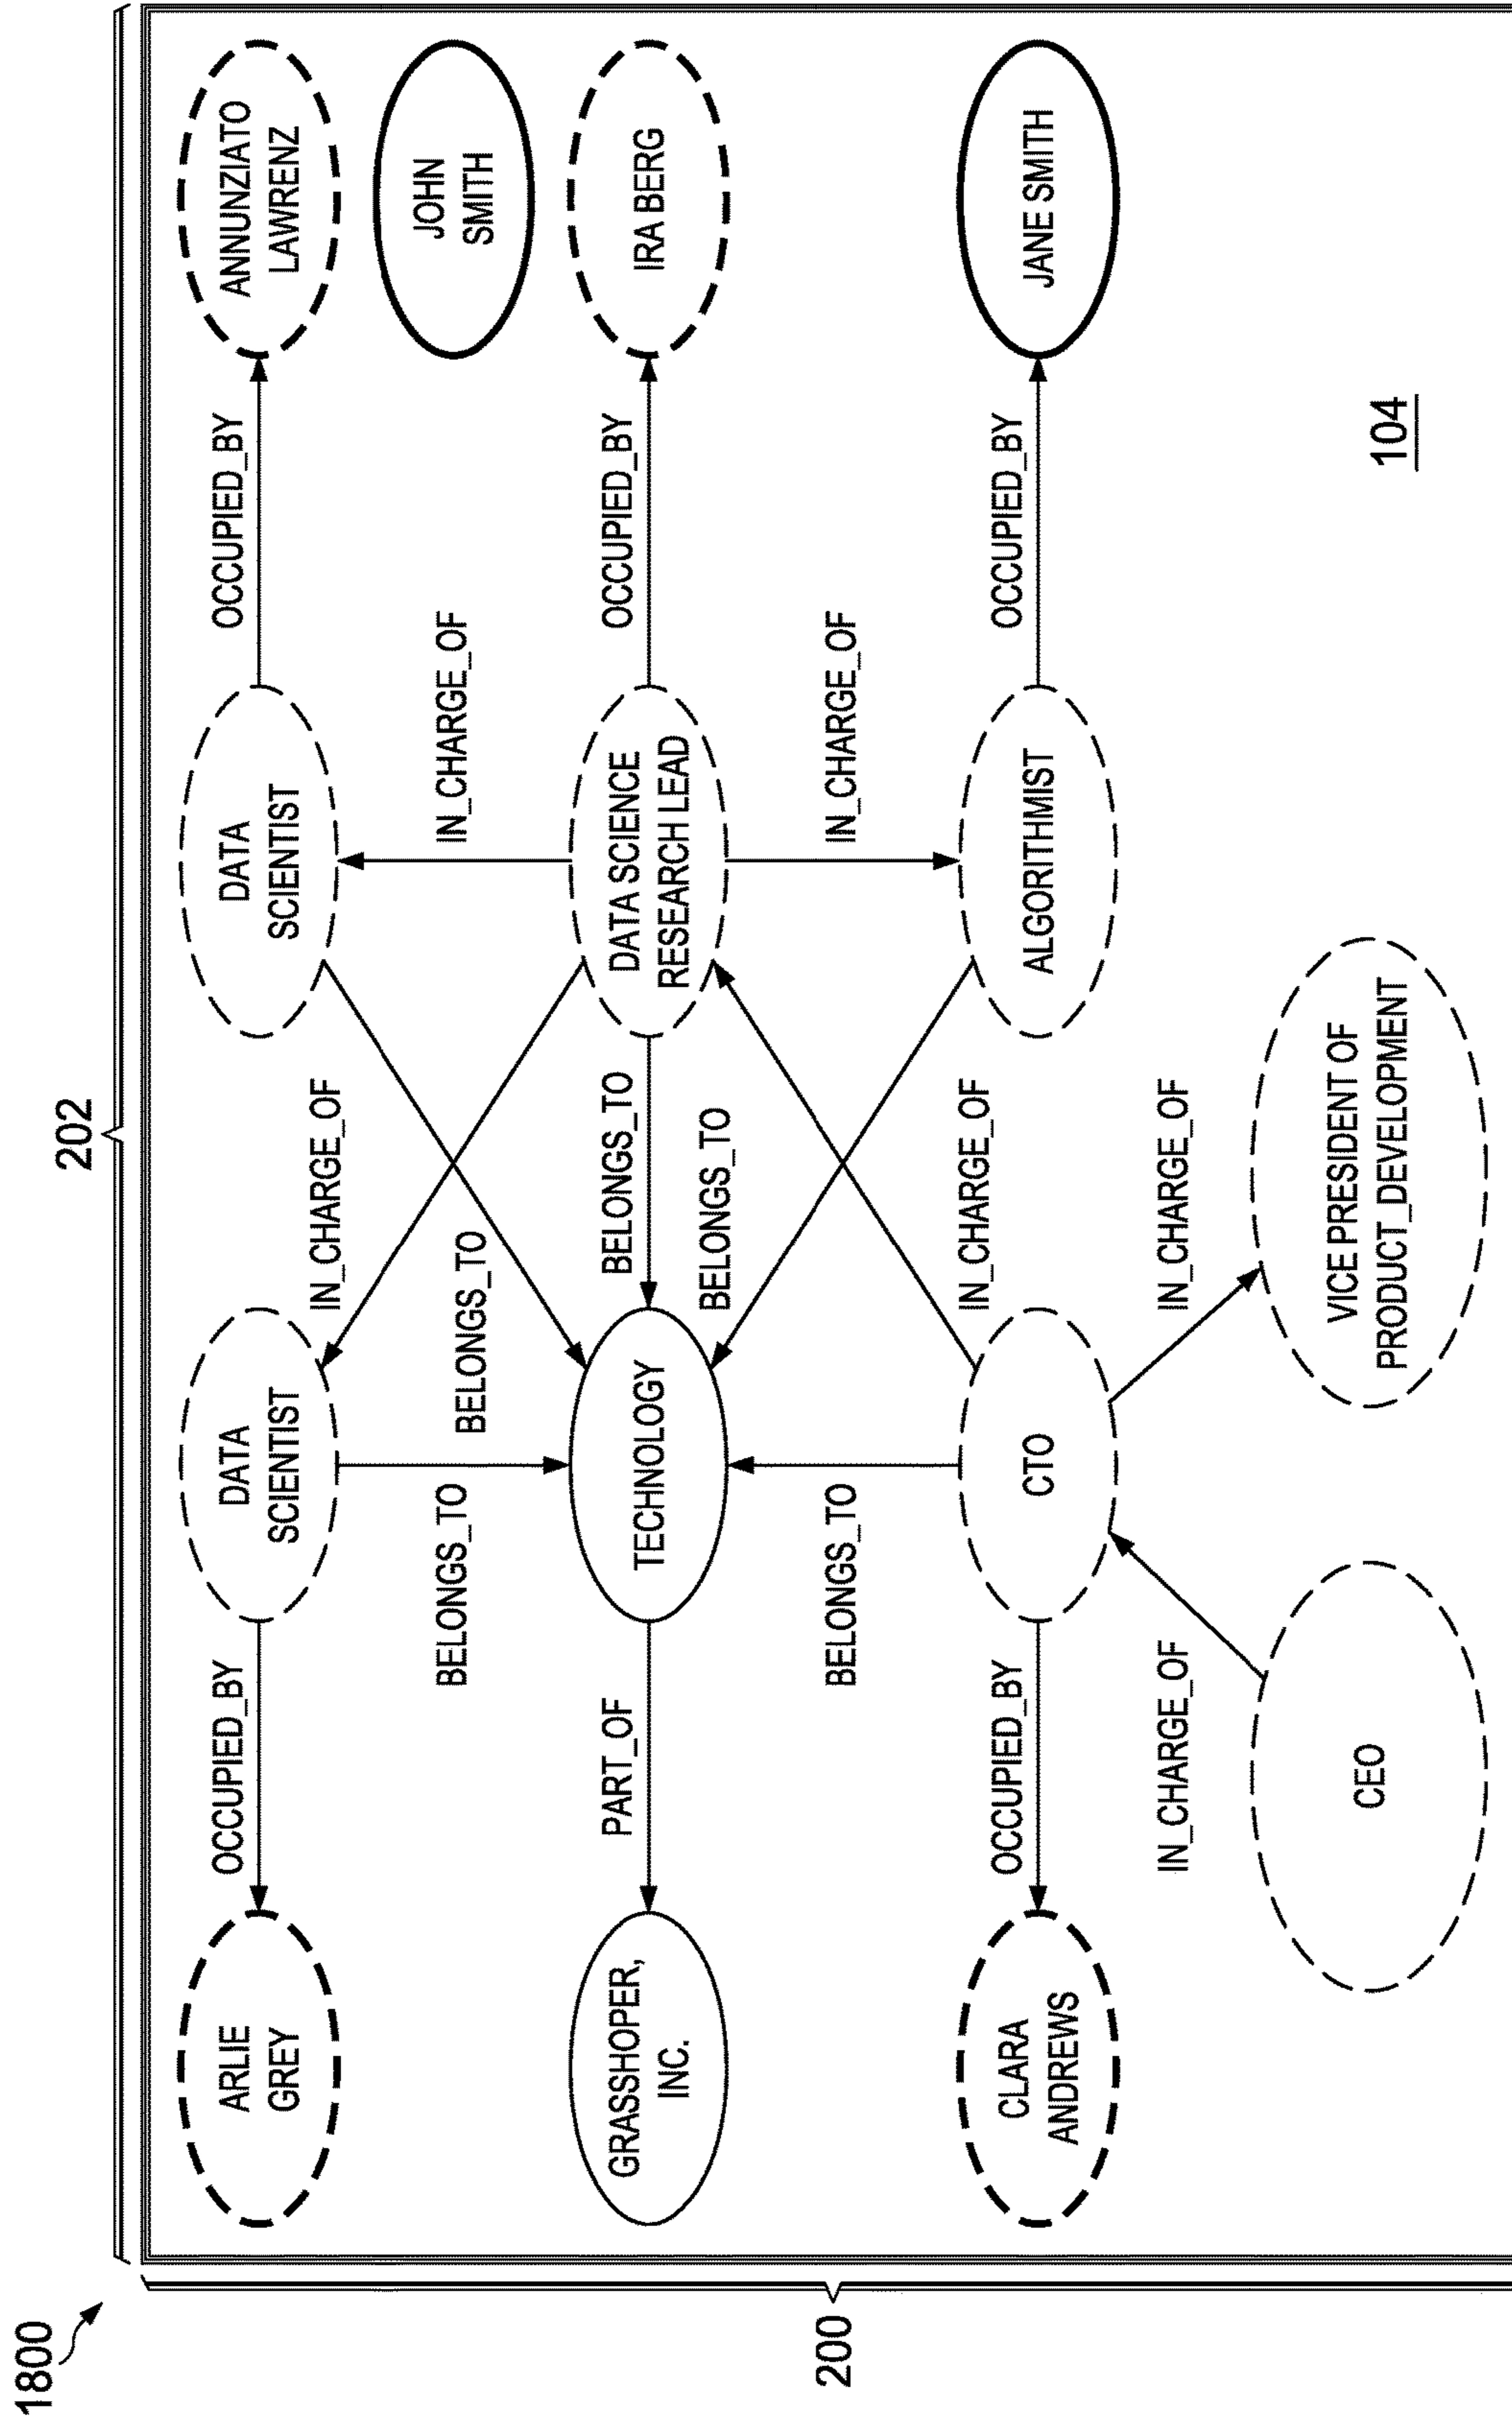 1800
202
200
ARLIE
GREY
OCCUPIED_BY
DATA
SCIENTIST
IN_CHARGE_OF
DATA
SCIENTIST
OCCUPIED_BY
ANNUNZIATO
LAWRENZ
BELONGS_TO
BELONGS_TO
IN_CHARGE_OF
JOHN
SMITH
GRASSHOPER,
INC.
PART_OF
TECHNOLOGY
BELONGS_TO
DATA SCIENCE
RESEARCH LEAD
OCCUPIED_BY
IRA BERG
BELONGS_TO
BELONGS_TO
IN_CHARGE_OF
CLARA
ANDREWS
OCCUPIED_BY
CTO
IN_CHARGE_OF
ALGORITHMIST
OCCUPIED_BY
JANE SMITH
IN_CHARGE_OF
IN_CHARGE_OF
CEO
VICE PRESIDENT OF
PRODUCT_DEVELOPMENT
104